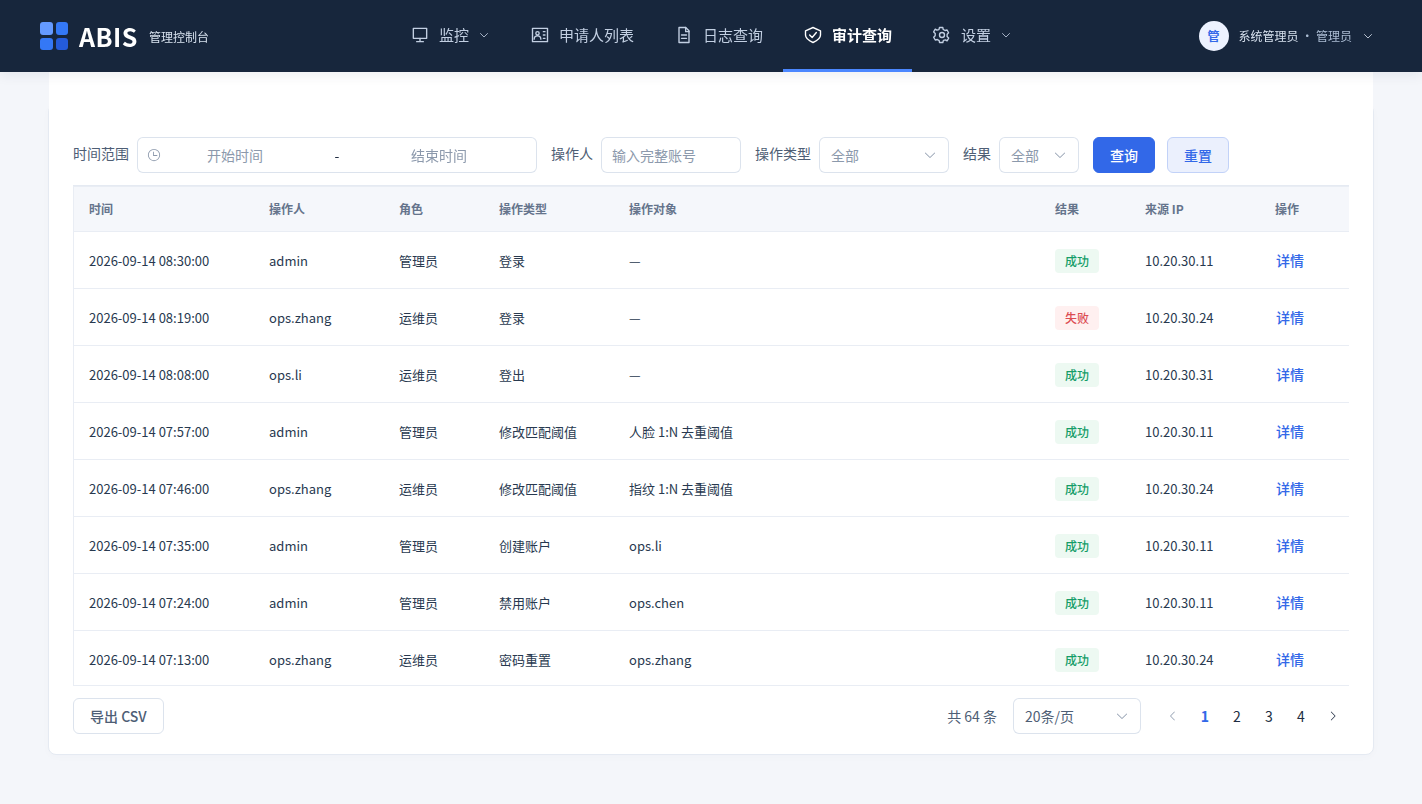 ABIS 管理控制台 监控 申请人列表 日志查询 审计查询 设置 管 系统管理员 · 管理员
时间范围 开始时间 - 结束时间 操作人 输入完整账号 操作类型 全部 结果 全部 查询 重置
时间 操作人 角色 操作类型 操作对象 结果 来源 IP 操作
2026-09-14 08:30:00 admin 管理员 登录 — 成功 10.20.30.11 详情
2026-09-14 08:19:00 ops.zhang 运维员 登录 — 失败 10.20.30.24 详情
2026-09-14 08:08:00 ops.li 运维员 登出 — 成功 10.20.30.31 详情
2026-09-14 07:57:00 admin 管理员 修改匹配阈值 人脸 1:N 去重阈值 成功 10.20.30.11 详情
2026-09-14 07:46:00 ops.zhang 运维员 修改匹配阈值 指纹 1:N 去重阈值 成功 10.20.30.24 详情
2026-09-14 07:35:00 admin 管理员 创建账户 ops.li 成功 10.20.30.11 详情
2026-09-14 07:24:00 admin 管理员 禁用账户 ops.chen 成功 10.20.30.11 详情
2026-09-14 07:13:00 ops.zhang 运维员 密码重置 ops.zhang 成功 10.20.30.24 详情
导出 CSV 共 64 条 20条/页 1 2 3 4